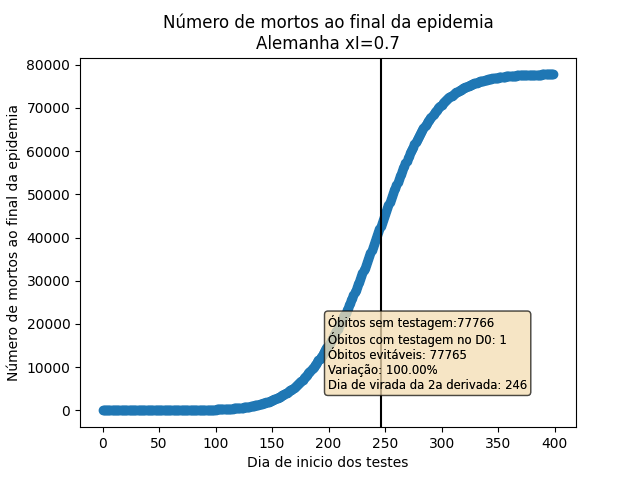 Número de mortos ao final da epidemia
Alemanha xI=0.7
Número de mortos ao final da epidemia
80000
70000
60000
50000
40000
30000
20000
10000
0
Óbitos sem testagem:77766
Óbitos com testagem no D0: 1
Óbitos evitáveis: 77765
Variação: 100.00%
Dia de virada da 2a derivada: 246
0 50 100 150 200 250 300 350 400
Dia de inicio dos testes